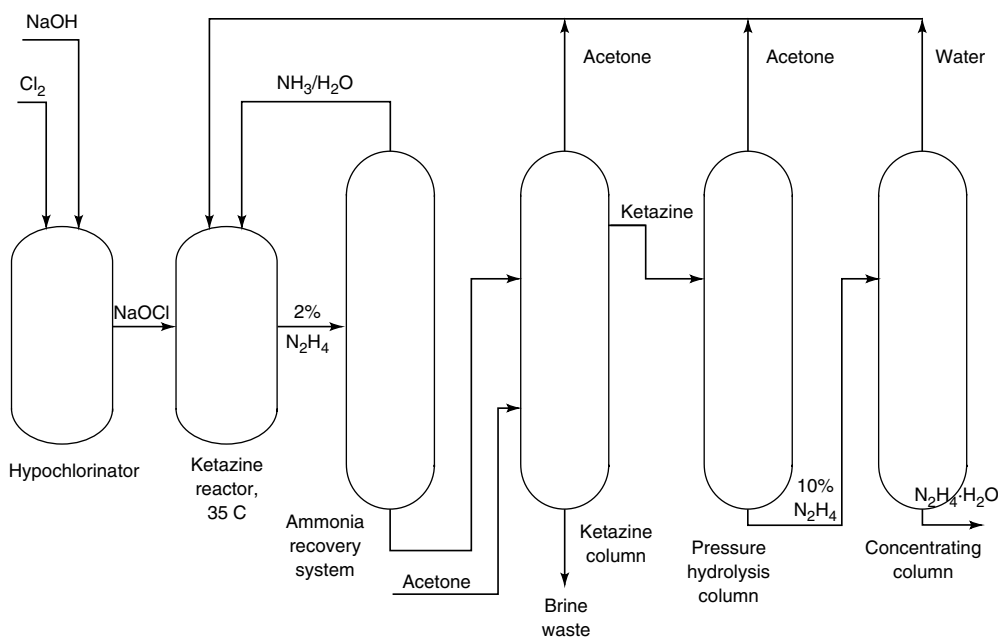 NaOH
Cl₂
NH₃/H₂O
Acetone
Acetone
Water
Ketazine
NaOCl
2%
N₂H₄
Hypochlorinator
Ketazine
reactor,
35 C
Ammonia
recovery
system
Acetone
Ketazine
column
Brine
waste
10%
N₂H₄
Pressure
hydrolysis
column
N₂H₄·H₂O
Concentrating
column